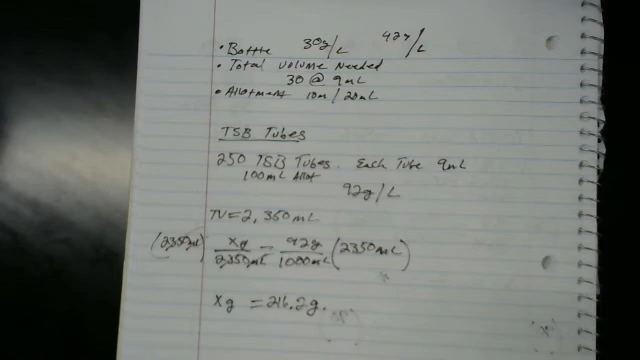 • Bottle 30g/L 42g/L
• Total volume Needed
30 @ 9mL
• Allotment 10m/20mL
TSB Tubes
250 TSB Tubes. Each Tube 9mL
100mL Allot
92g/L
TV = 2,350mL
(2350mL) Xg/2,350mL = 92g/1000mL (2350mL)
Xg = 216.2g.